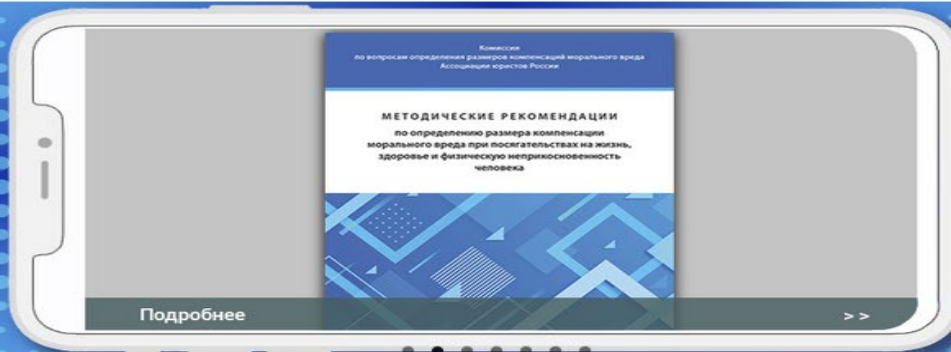 Комиссия
по вопросам определения размеров компенсаций морального вреда
Ассоциации юристов России
МЕТОДИЧЕСКИЕ РЕКОМЕНДАЦИИ
по определению размера компенсации
морального вреда при посягательствах на жизнь,
здоровье и физическую неприкосновенность
человека
Подробнее >>